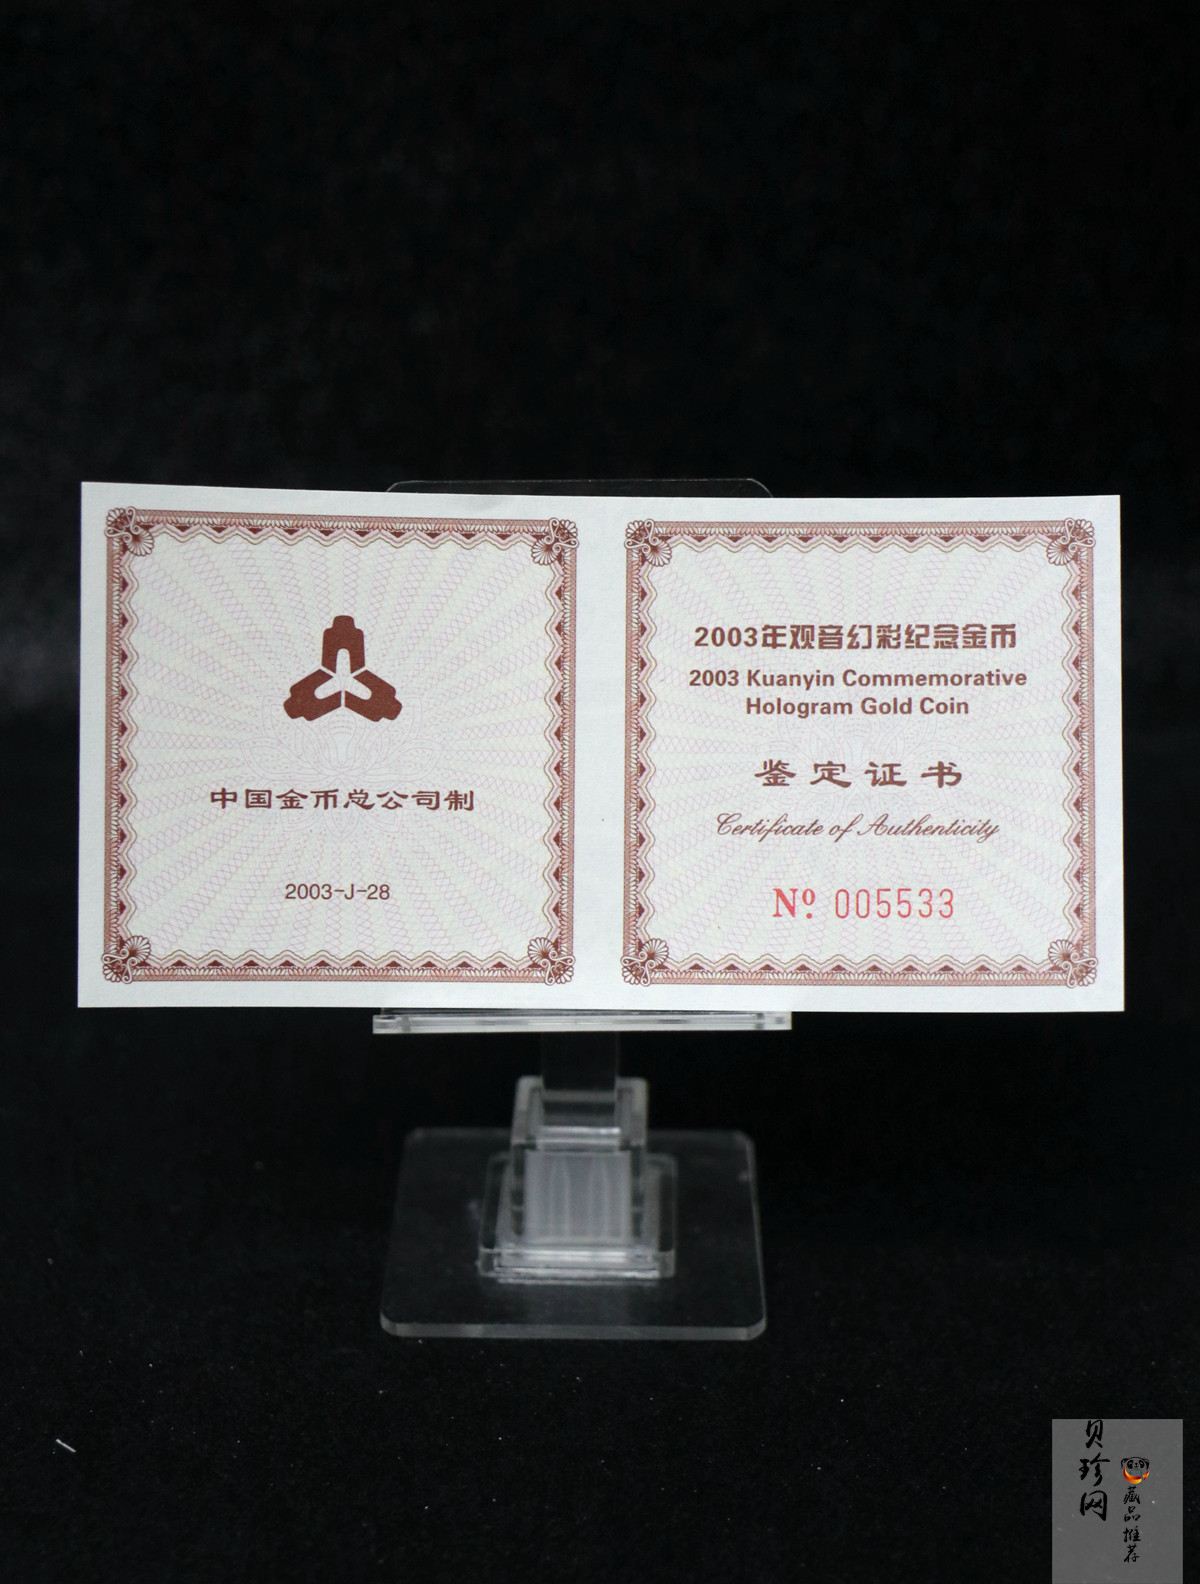 中国金币总公司制
2003-J-28
2003年观音幻彩纪念金币
2003 Kuanyin Commemorative
Hologram Gold Coin
鉴定证书
Certificate of Authenticity
Nº. 005533
贝珍网
藏品推荐